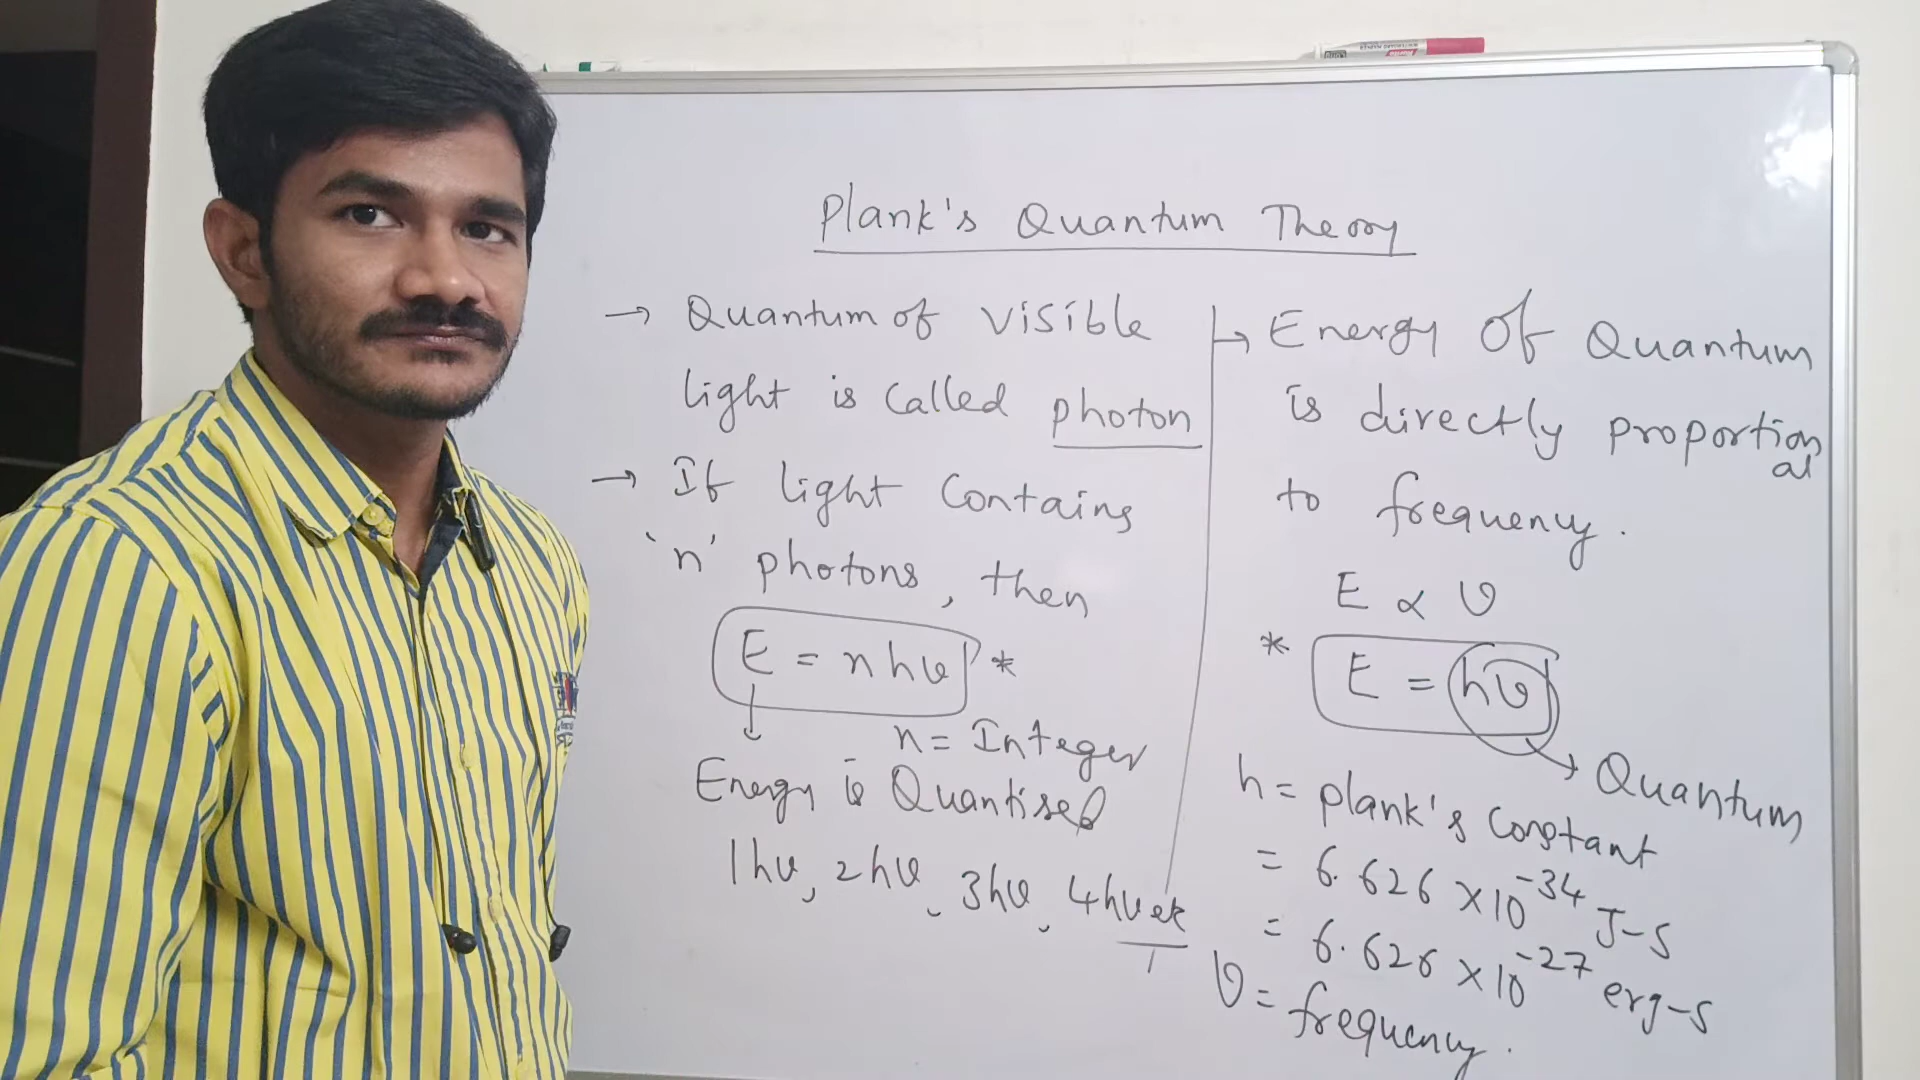 Plank's Quantum Theory
→ Quantum of visible
light is called photon
→ If light contains
'n' photons, then
E = nhυ *
n = Integer
Energy is Quantised
1hυ, 2hυ, 3hυ, 4hυ etc
↳ Energy of Quantum
is directly proportional
to frequency.
E ∝ υ
* E = hυ
→ Quantum
h = plank's constant
= 6.626 × 10⁻³⁴ J-s
= 6.626 × 10⁻²⁷ erg-s
υ = frequency.